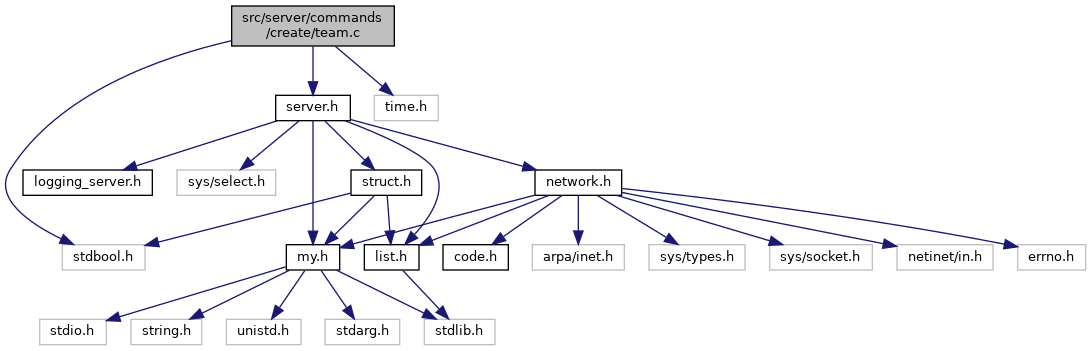 src/server/commands
/create/team.c
server.h
time.h
logging_server.h
sys/select.h
struct.h
network.h
stdbool.h
my.h
list.h
code.h
arpa/inet.h
sys/types.h
sys/socket.h
netinet/in.h
errno.h
stdio.h
string.h
unistd.h
stdarg.h
stdlib.h